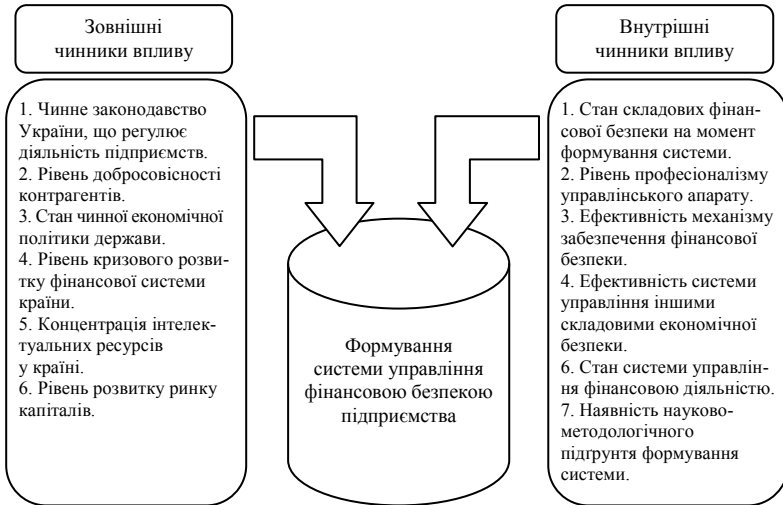 Зовнішні
чинники впливу
1. Чинне законодавство
України, що регулює
діяльність підприємств.
2. Рівень добросовісності
контрагентів.
3. Стан чинної економічної
політики держави.
4. Рівень кризового розви-
тку фінансової системи
країни.
5. Концентрація інтелек-
туальних ресурсів
у країні.
6. Рівень розвитку ринку
капіталів.
Формування
системи управління
фінансовою безпекою
підприємства
Внутрішні
чинники впливу
1. Стан складових фінан-
сової безпеки на момент
формування системи.
2. Рівень професіоналізму
управлінського апарату.
3. Ефективність механізму
забезпечення фінансової
безпеки.
4. Ефективність системи
управління іншими
складовими економічної
безпеки.
6. Стан системи управлін-
ня фінансовою діяльністю.
7. Наявність науково-
методологічного
підґрунтя формування
системи.